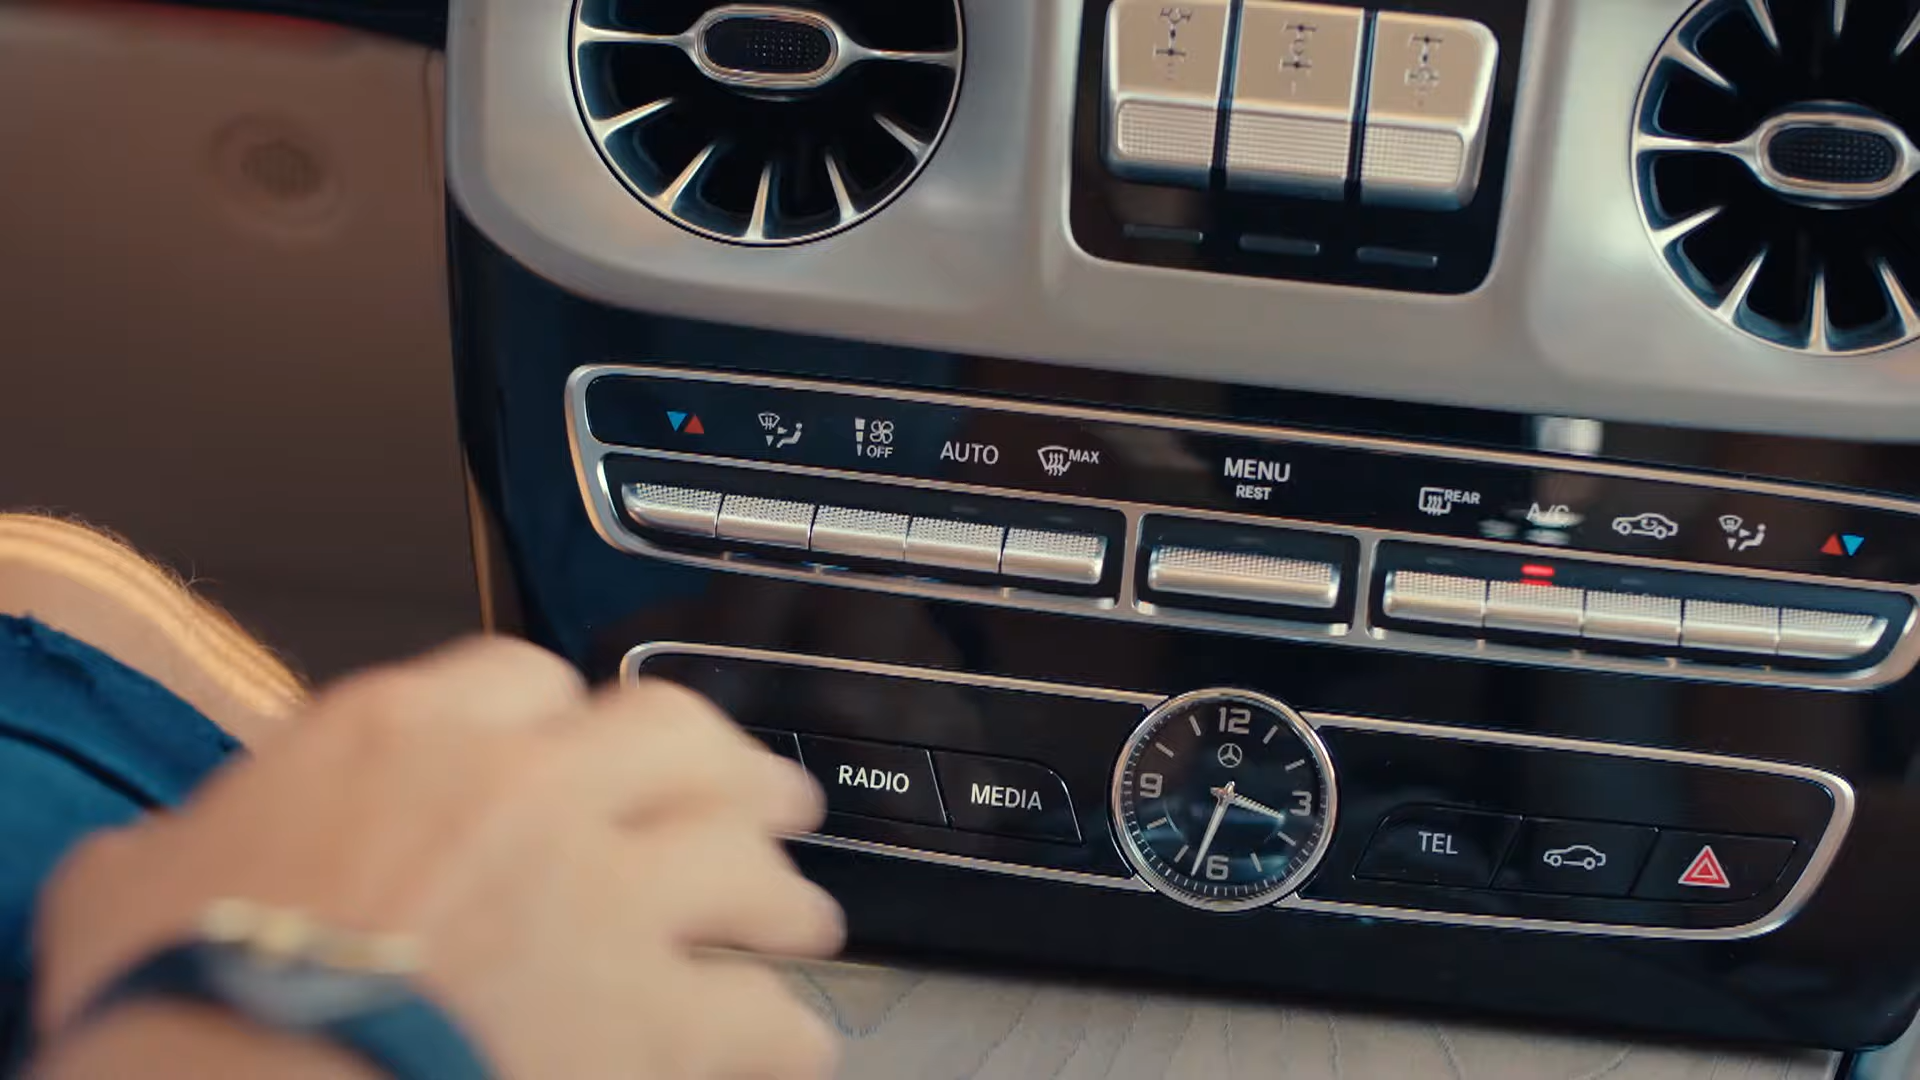 OFF
AUTO
MAX
MENU
REST
REAR
A/C
RADIO
MEDIA
12
9
3
6
TEL